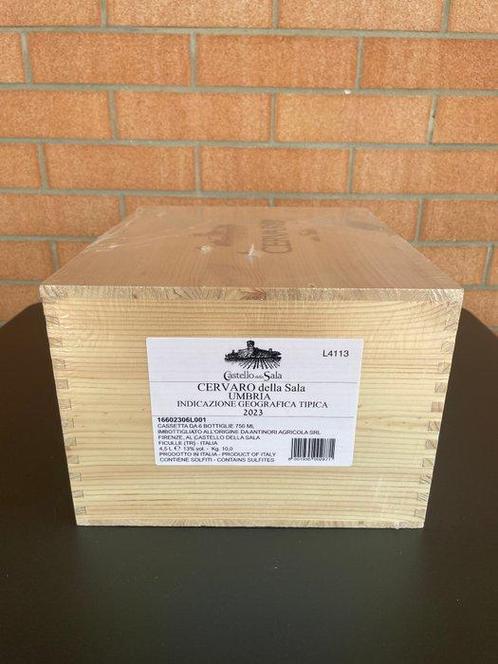 CERVARO
L4113
Castello della Sala
CERVARO della Sala
UMBRIA
INDICAZIONE GEOGRAFICA TIPICA
2023
16602306L001
CASSETTA DA 6 BOTTIGLIE 750 ML
IMBOTTIGLIATO ALL'ORIGINE DA ANTINORI AGRICOLA SRL
FIRENZE, AL CASTELLO DELLA SALA
FICULLE (TR) - ITALIA
4,5 L e 13% vol. - Kg. 10,0
PRODOTTO IN ITALIA - PRODUCT OF ITALY
CONTIENE SOLFITI - CONTAINS SULFITES